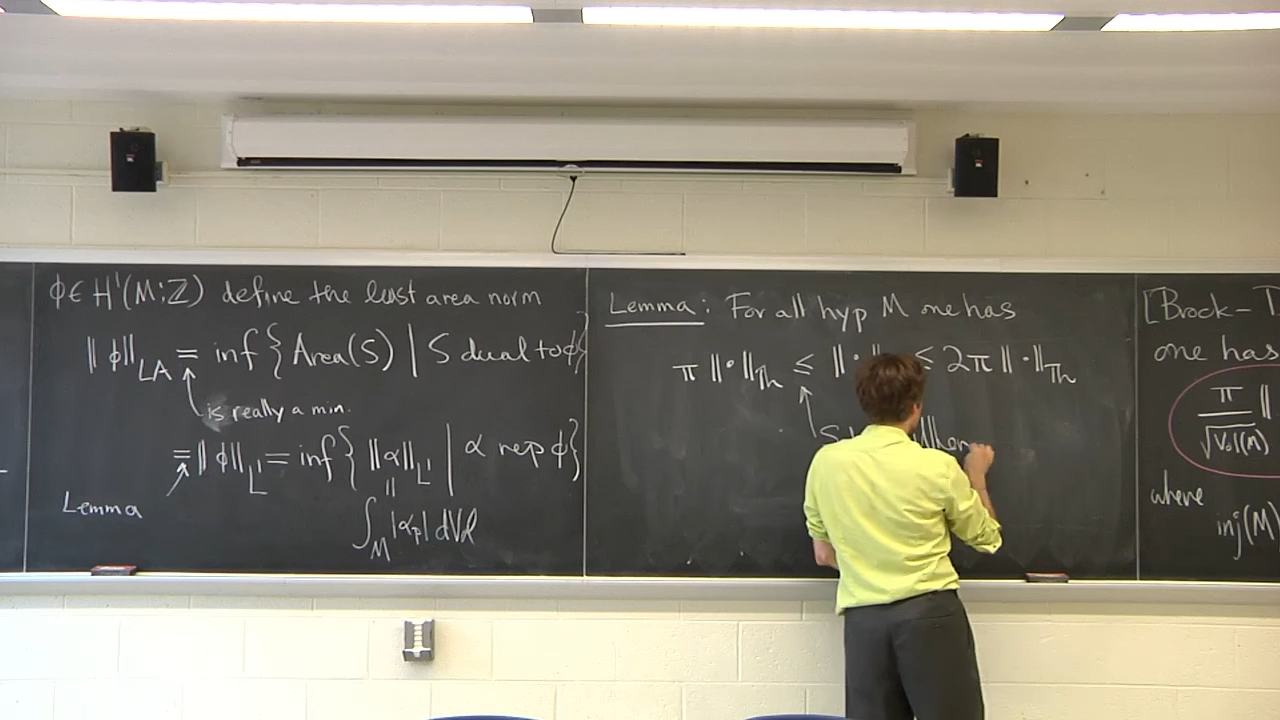 φ ∈ H¹(M;ℤ) define the least area norm
‖φ‖_LA = inf{Area(S) | S dual to φ}
is really a min.
= ‖φ‖_L¹ = inf{‖α‖_L¹ | α rep φ}
Lemma
‖
∫_M |α_p| dVol
Lemma: For all hyp M one has
π‖·‖_Th ≤ ‖·‖ ≤ 2π‖·‖_Th
[Brock-
one has
π/√Vol(M) ‖
where
inj(M)